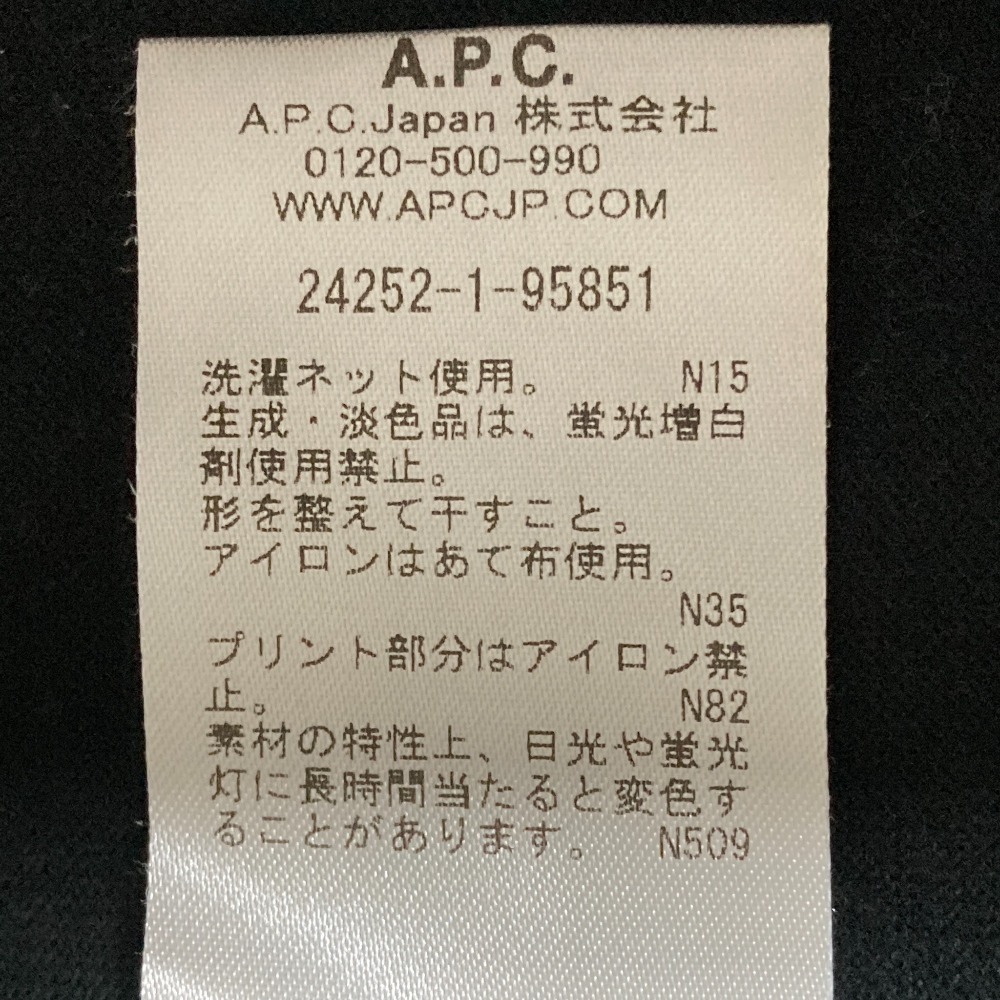 A.P.C.
A.P.C.Japan 株式会社
0120-500-990
WWW.APCJP.COM
24252-1-95851
洗濯ネット使用。 N15
生成・淡色品は、蛍光増白
剤使用禁止。
形を整えて干すこと。
アイロンはあて布使用。
N35
プリント部分はアイロン禁
止。 N82
素材の特性上、日光や蛍光
灯に長時間当たると変色す
ることがあります。 N509